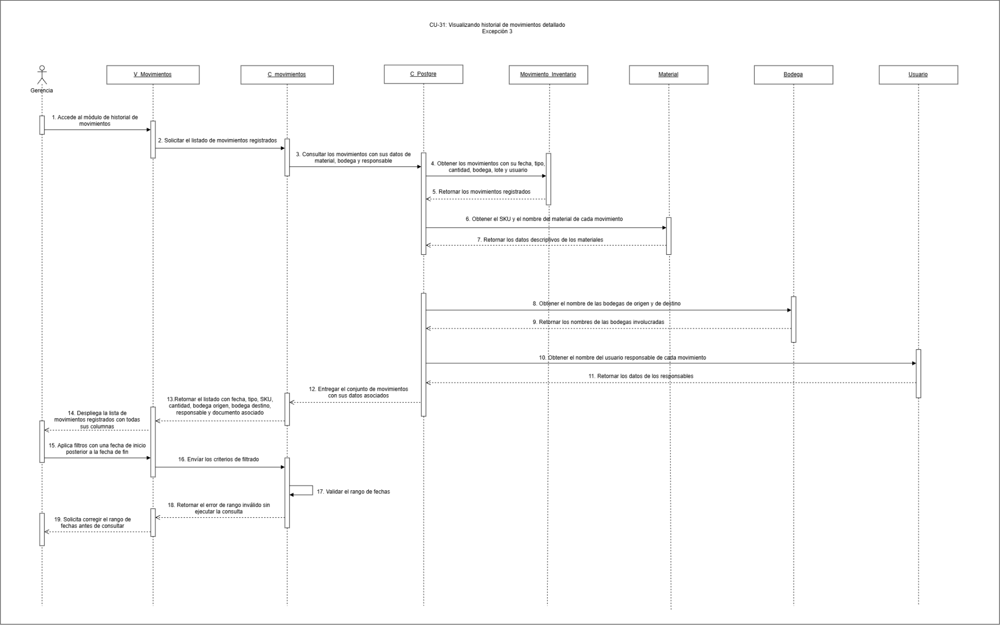 CU-31: Visualizando historial de movimientos detallado
Excepción 3
Gerencia
V_Movimientos
C_movimientos
C_Postgre
Movimiento_Inventario
Material
Bodega
Usuario
1. Accede al módulo de historial de
movimientos
2. Solicitar el listado de movimientos registrados
3. Consultar los movimientos con sus datos de
material, bodega y responsable
4. Obtener los movimientos con su fecha, tipo,
cantidad, bodega, lote y usuario
5. Retornar los movimientos registrados
6. Obtener el SKU y el nombre del material de cada movimiento
7. Retornar los datos descriptivos de los materiales
8. Obtener el nombre de las bodegas de origen y de destino
9. Retornar los nombres de las bodegas involucradas
10. Obtener el nombre del usuario responsable de cada movimiento
11. Retornar los datos de los responsables
12. Entregar el conjunto de movimientos
con sus datos asociados
13.Retornar el listado con fecha, tipo, SKU,
cantidad, bodega origen, bodega destino,
responsable y documento asociado
14. Despliega la lista de
movimientos registrados con todas
sus columnas
15. Aplica filtros con una fecha de inicio
posterior a la fecha de fin
16. Envíar los criterios de filtrado
17. Validar el rango de fechas
18. Retornar el error de rango inválido sin
ejecutar la consulta
19. Solicita corregir el rango de
fechas antes de consultar